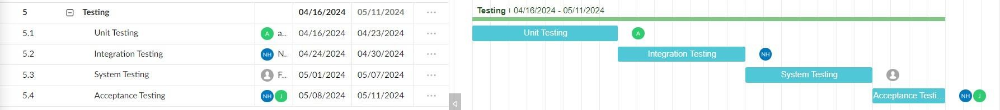 5 Testing 04/16/2024 05/11/2024 ... Testing 04/16/2024 - 05/11/2024
5.1 Unit Testing A a... 04/16/2024 04/23/2024 ... Unit Testing A
5.2 Integration Testing NH N... 04/24/2024 04/30/2024 ... Integration Testing NH
5.3 System Testing F... 05/01/2024 05/07/2024 ... System Testing
5.4 Acceptance Testing NH J 05/08/2024 05/11/2024 ... Acceptance Testi... NH J